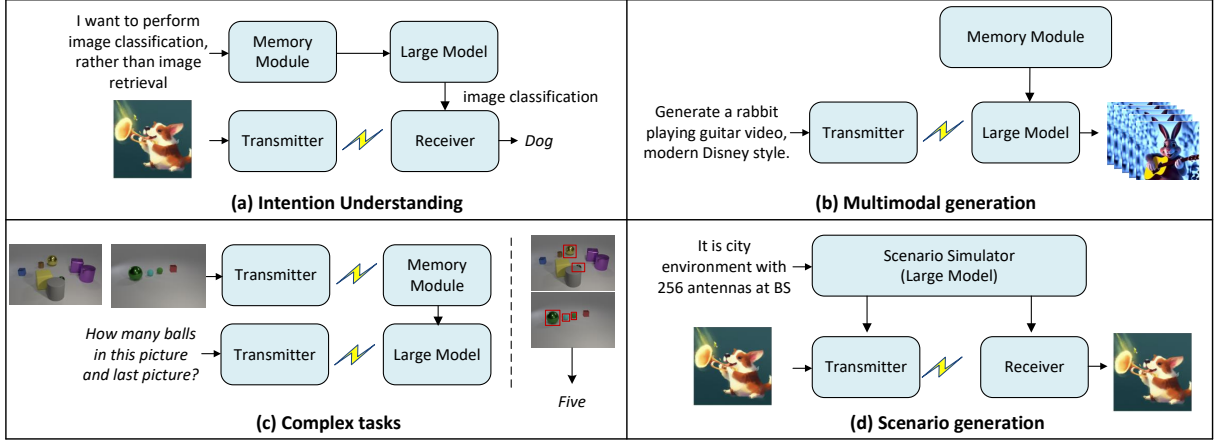 I want to perform
image classification,
rather than image
retrieval
Memory
Module
Large Model
image classification
Transmitter
Receiver
Dog
(a) Intention Understanding
Memory Module
Generate a rabbit
playing guitar video,
modern Disney style.
Transmitter
Large Model
(b) Multimodal generation
Transmitter
Memory
Module
How many balls
in this picture
and last picture?
Transmitter
Large Model
Five
(c) Complex tasks
It is city
environment with
256 antennas at BS
Scenario Simulator
(Large Model)
Transmitter
Receiver
(d) Scenario generation